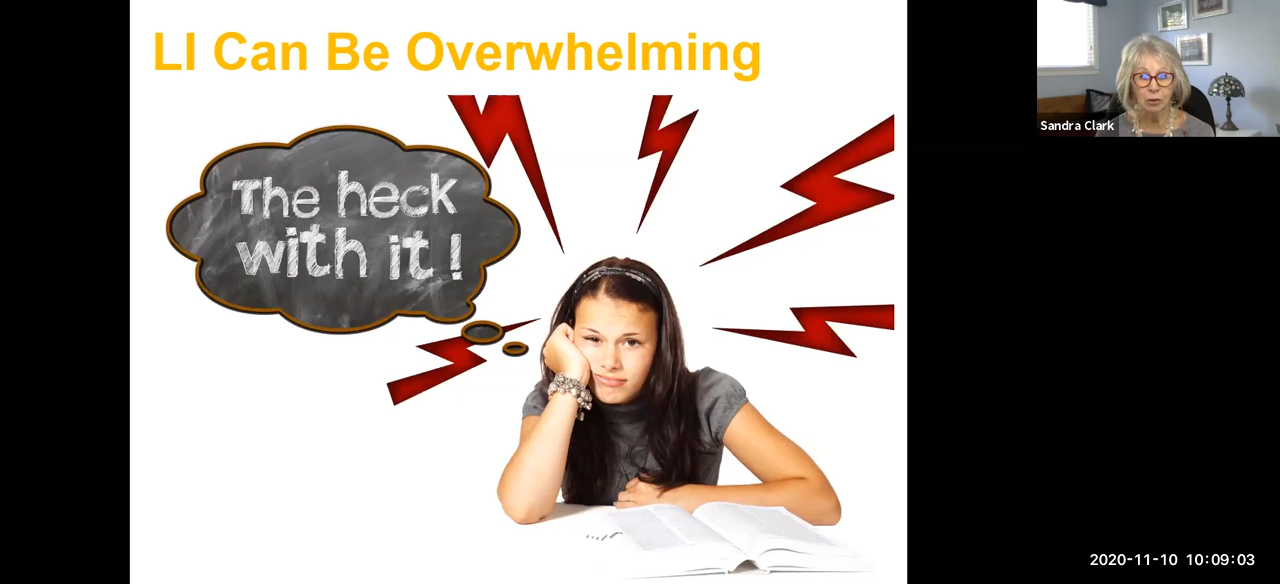 LI Can Be Overwhelming
The heck
with it !
Sandra Clark
2020-11-10 10:09:03